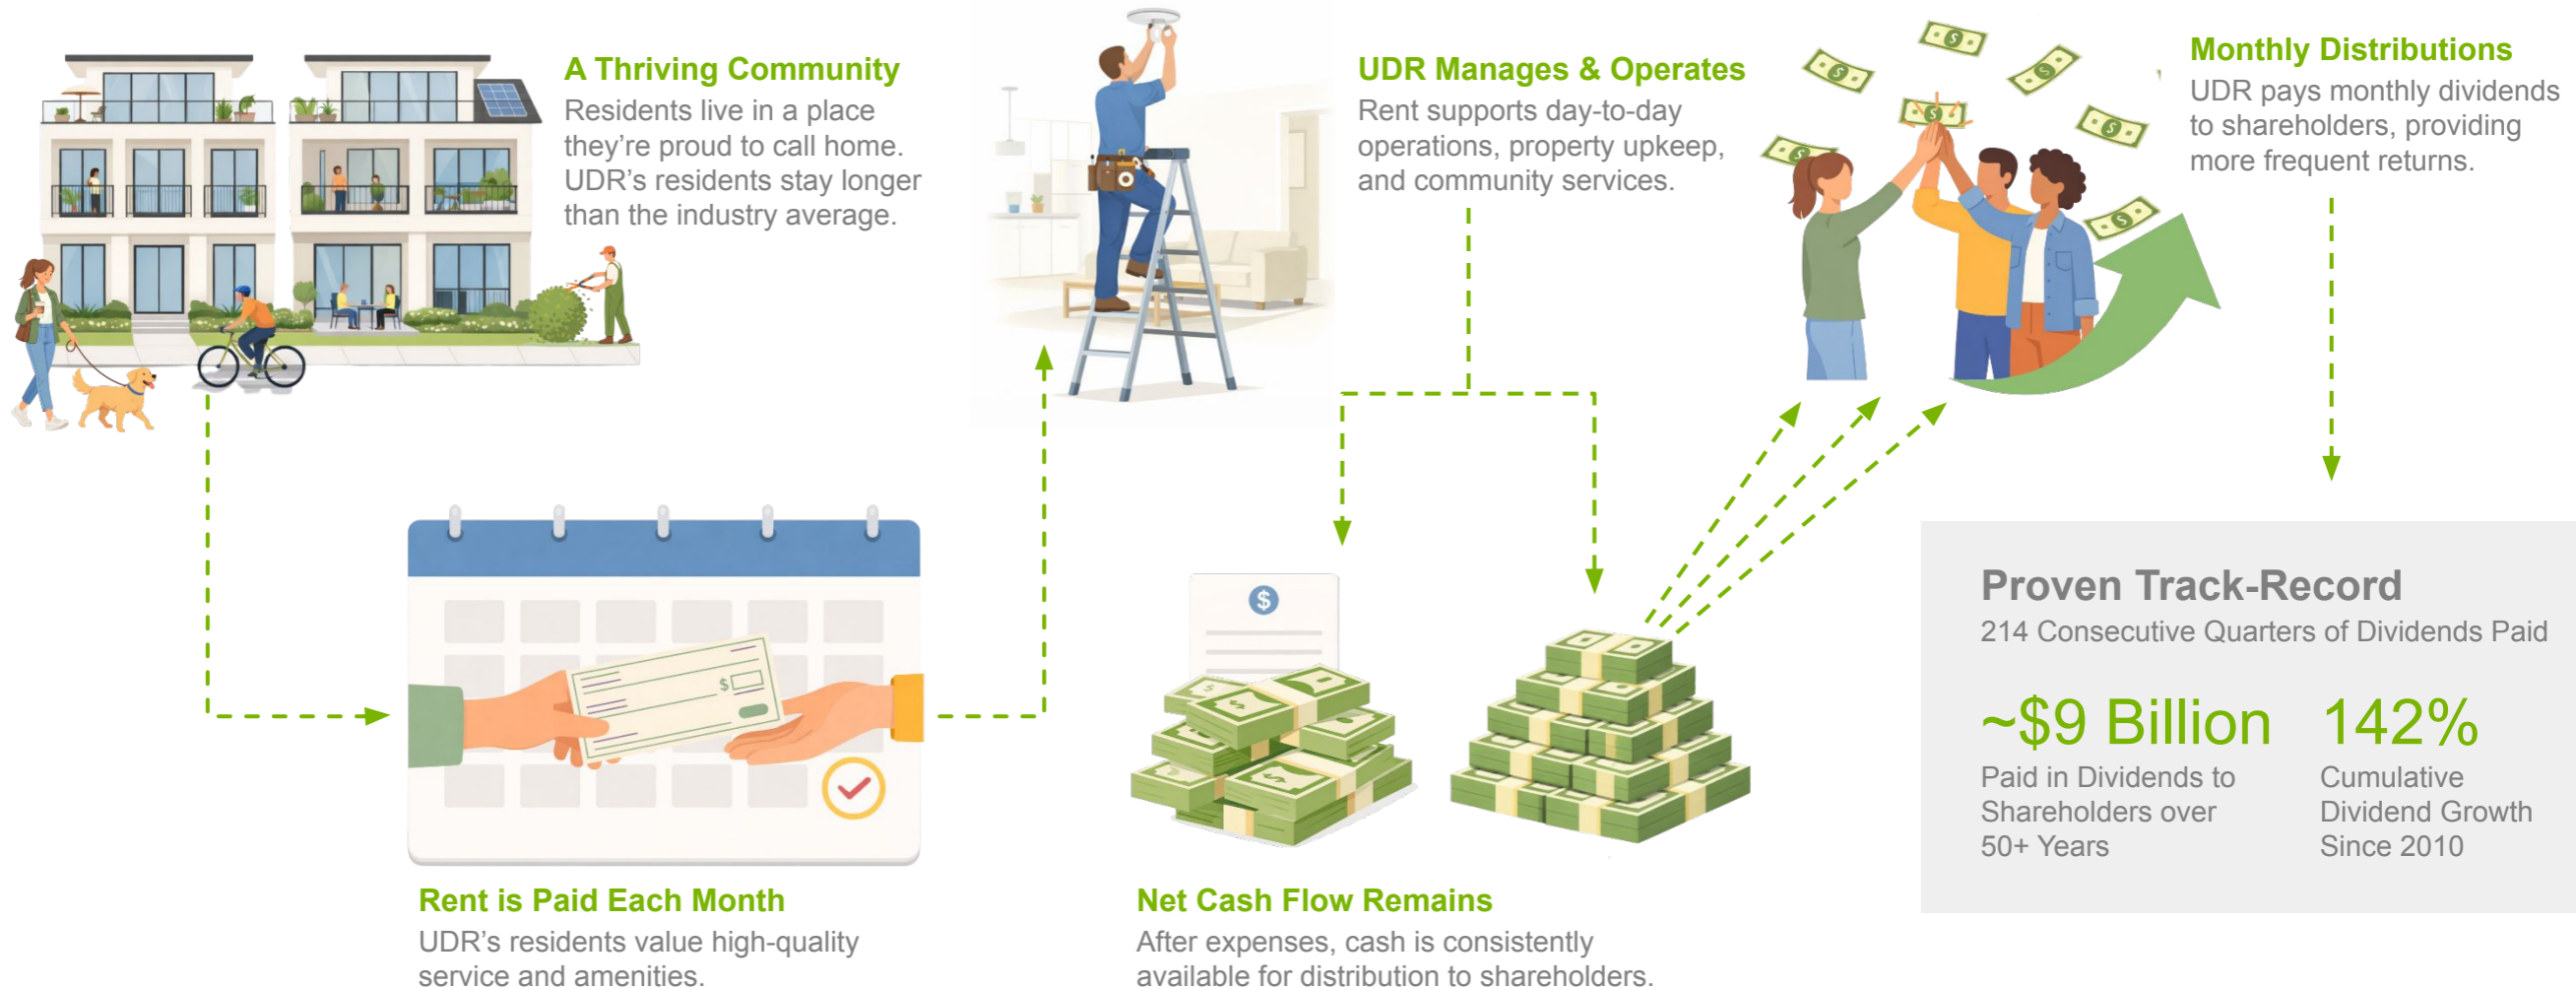 A Thriving Community
Residents live in a place
they're proud to call home.
UDR's residents stay longer
than the industry average.
Rent is Paid Each Month
UDR's residents value high-quality
service and amenities.
UDR Manages & Operates
Rent supports day-to-day
operations, property upkeep,
and community services.
Net Cash Flow Remains
After expenses, cash is consistently
available for distribution to shareholders.
Monthly Distributions
UDR pays monthly dividends
to shareholders, providing
more frequent returns.
Proven Track-Record
214 Consecutive Quarters of Dividends Paid
~$9 Billion
Paid in Dividends to
Shareholders over
50+ Years
142%
Cumulative
Dividend Growth
Since 2010